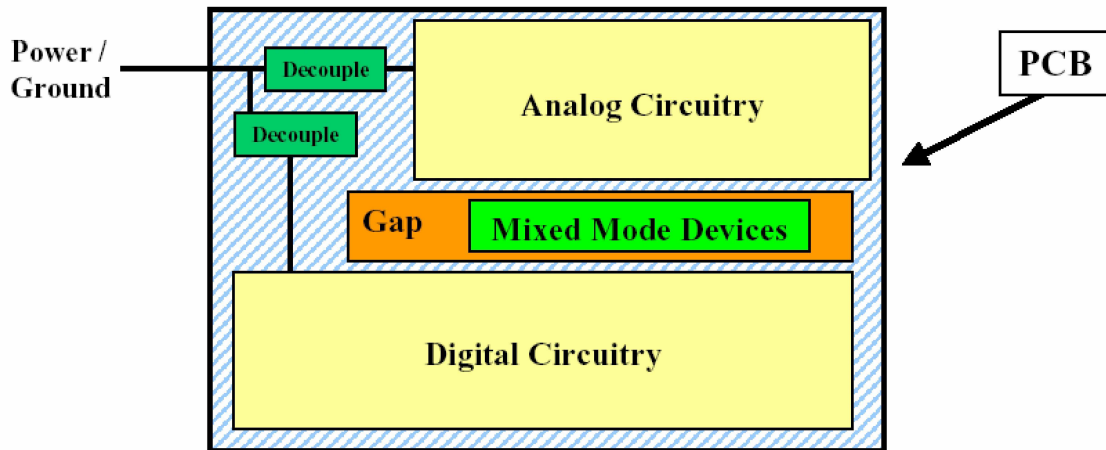 Power /
Ground
Decouple
Decouple
Analog Circuitry
PCB
Gap
Mixed Mode Devices
Digital Circuitry